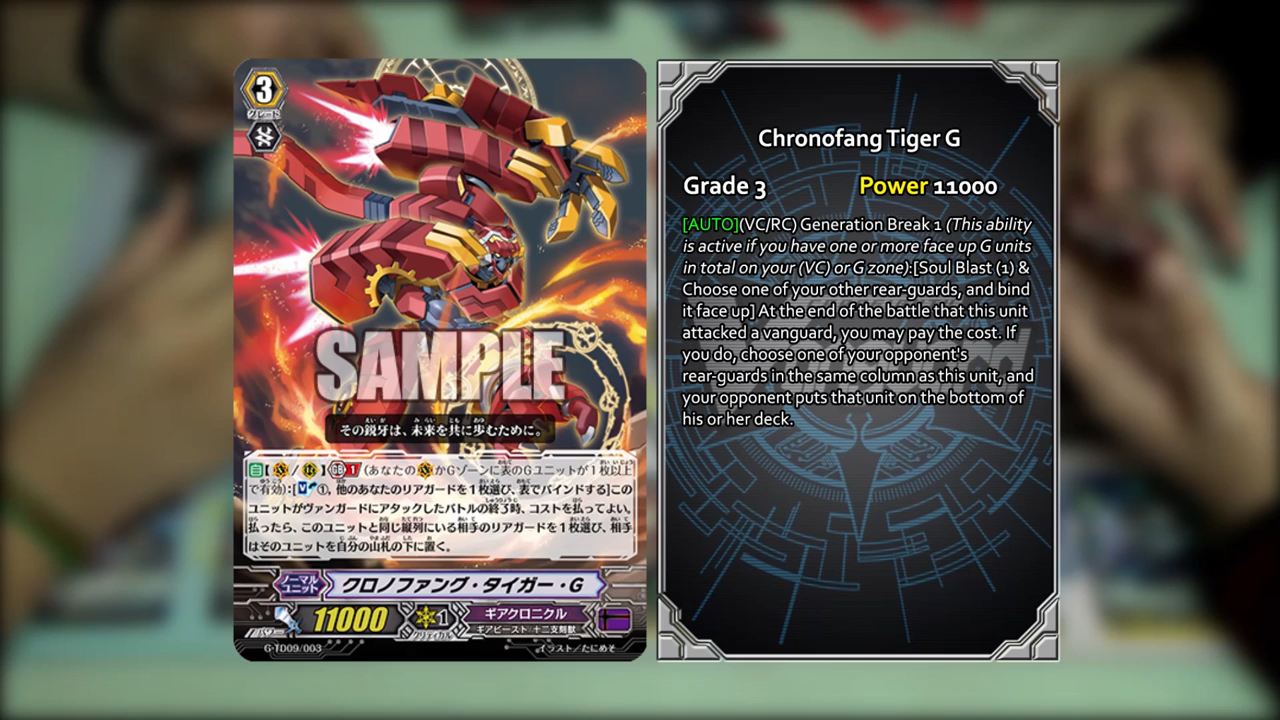 3
グレード
SAMPLE
その鋭牙は、未来を共に歩むために。
【 / 】 1 (あなたの かGゾーンに表のGユニットが1枚以上
で有効):[ ①, 他のあなたのリアガードを1枚選び、表でバインドする]この
ユニットがヴァンガードにアタックしたバトルの終了時、コストを払ってよい。
払ったら、このユニットと同じ縦列にいる相手のリアガードを1枚選び、相手
はそのユニットを自分の山札の下に置く。
ノーマル
ユニット
クロノファング・タイガー・G
パワー
11000
1
クリティカル
ギアクロニクル
ギアビースト/十二支刻獣
G-TD09/003
イラスト/たにめそ
Chronofang Tiger G
Grade 3
Power 11000
[AUTO](VC/RC) Generation Break 1 (This ability
is active if you have one or more face up G units
in total on your (VC) or G zone):[Soul Blast (1) &
Choose one of your other rear-guards, and bind
it face up] At the end of the battle that this unit
attacked a vanguard, you may pay the cost. If
you do, choose one of your opponent's
rear-guards in the same column as this unit, and
your opponent puts that unit on the bottom of
his or her deck.